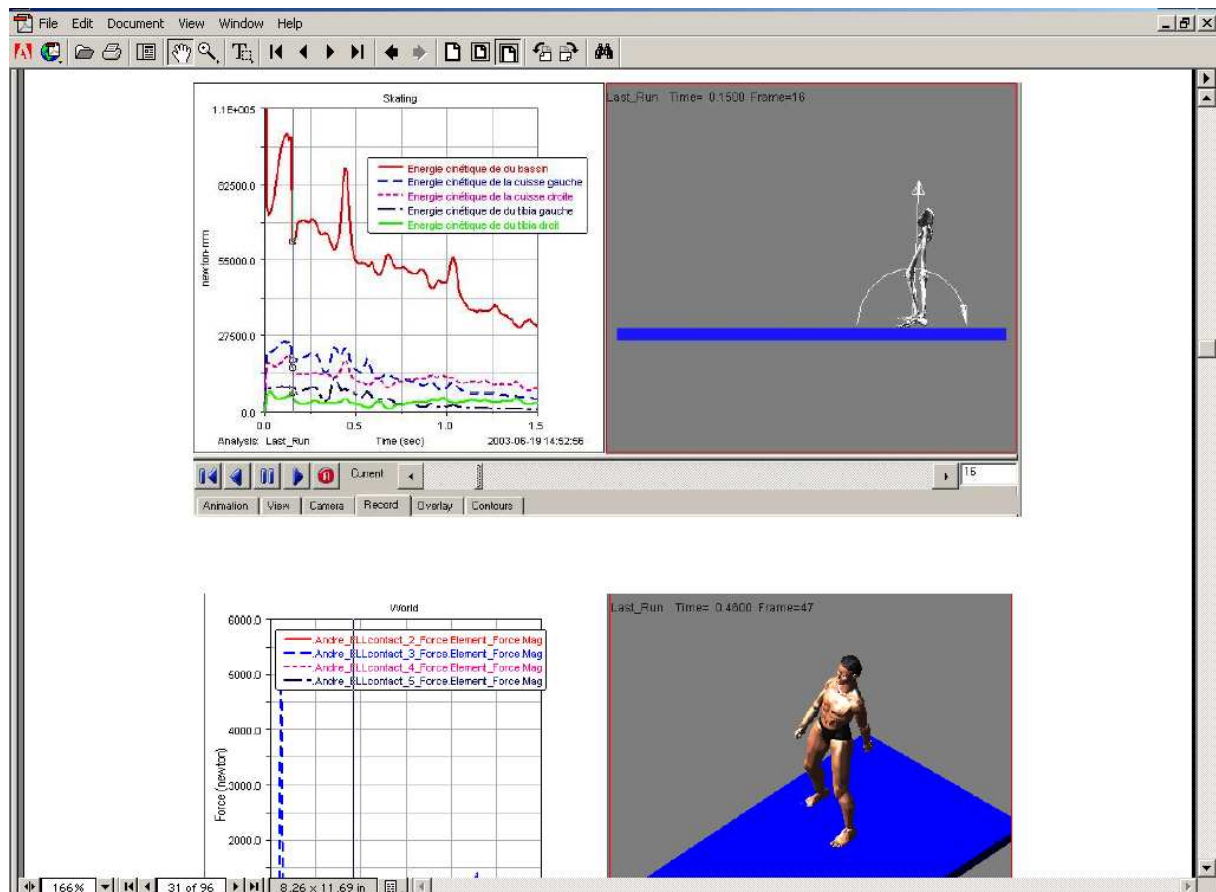 File Edit Document View Window Help
Skating
1.1E+005
82500.0
55000.0
27500.0
0.0
newton-mm
Energie cinétique de du bassin
Energie cinétique de la cuisse gauche
Energie cinétique de la cuisse droite
Energie cinétique de du tibia gauche
Energie cinétique de du tibia droit
0.0 0.5 1.0 1.5
Analysis: Last_Run Time (sec) 2003-06-19 14:52:56
Last_Run Time= 0.1500 Frame=16
Current 16
Animation View Camera Record Overlay Contours
World
6000.0
5000.0
4000.0
3000.0
2000.0
Force (newton)
.Andre_ELLcontact_2_Force.Element_Force.Mag
.Andre_ELLcontact_3_Force.Element_Force.Mag
.Andre_ELLcontact_4_Force.Element_Force.Mag
.Andre_ELLcontact_5_Force.Element_Force.Mag
Last_Run Time= 0.4600 Frame=47
166% 31 of 96 8.26 x 11.69 in